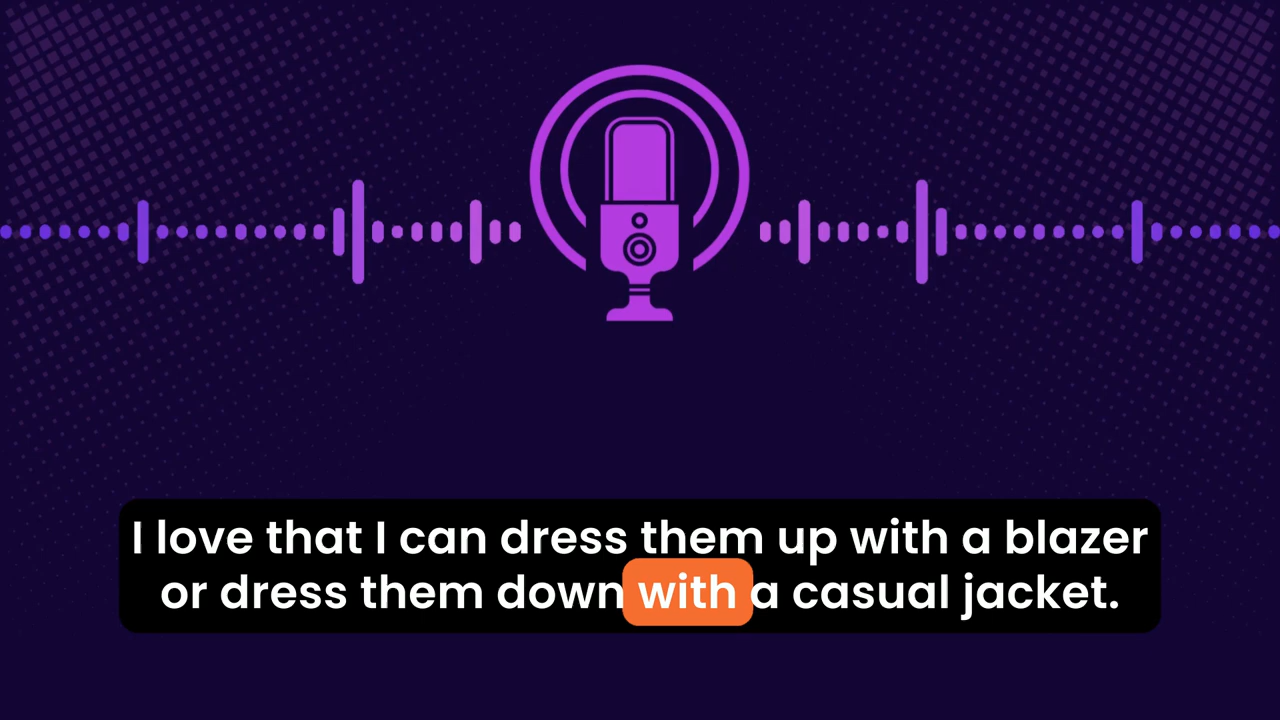 I love that I can dress them up with a blazer
or dress them down with a casual jacket.